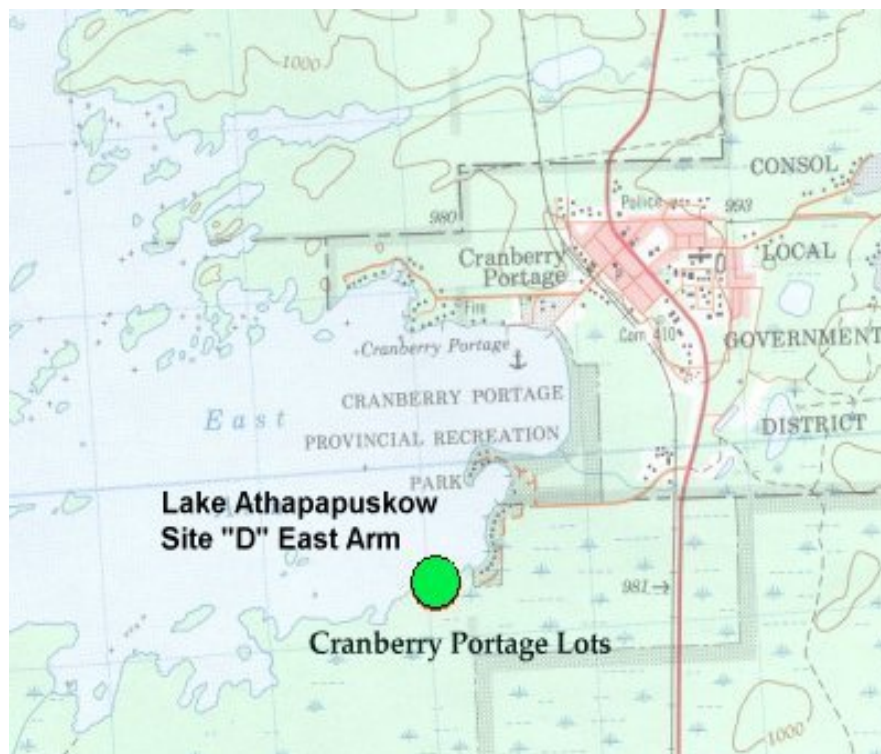 1000
CONSOL
Police
993
980
Cranberry
Portage
LOCAL
Fire
Com 410
Cranberry Portage
GOVERNMENT
CRANBERRY PORTAGE
East
PROVINCIAL RECREATION
DISTRICT
PARK
Lake Athapapuskow
Site "D" East Arm
981→
Cranberry Portage Lots
1000